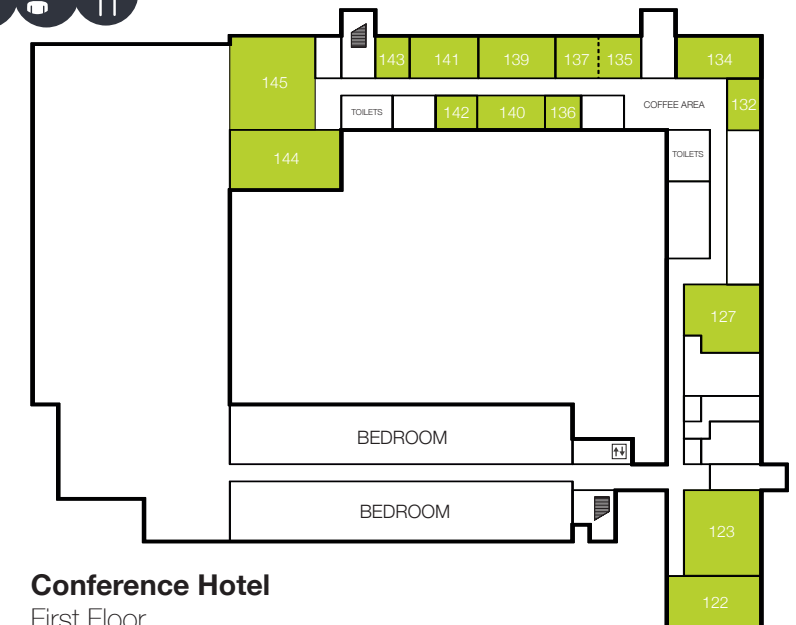 143
141
139
137
135
134
145
132
TOILETS
142
140
136
COFFEE AREA
144
TOILETS
127
BEDROOM
BEDROOM
123
Conference Hotel
122
First Floor